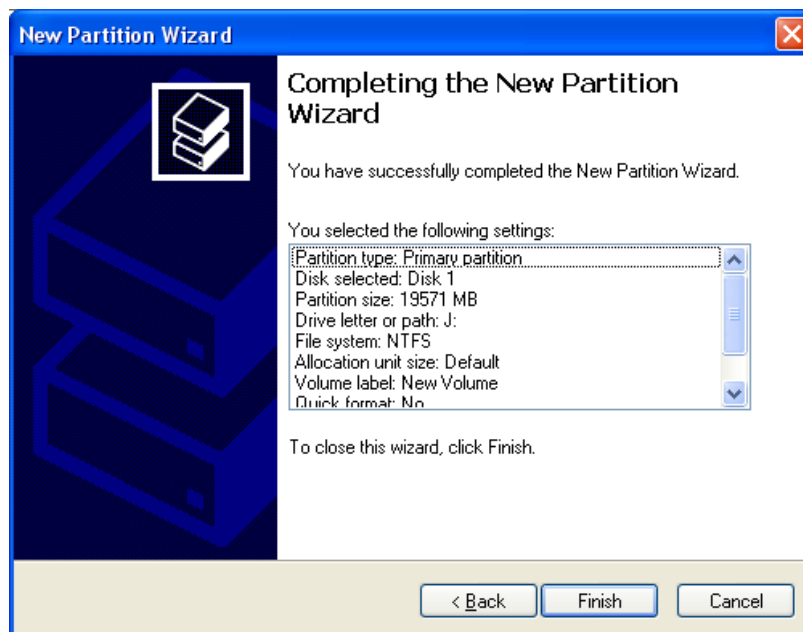 New Partition Wizard
Completing the New Partition
Wizard
You have successfully completed the New Partition Wizard.
You selected the following settings:
Partition type: Primary partition
Disk selected: Disk 1
Partition size: 19571 MB
Drive letter or path: J:
File system: NTFS
Allocation unit size: Default
Volume label: New Volume
Quick format: No
To close this wizard, click Finish.
< Back
Finish
Cancel